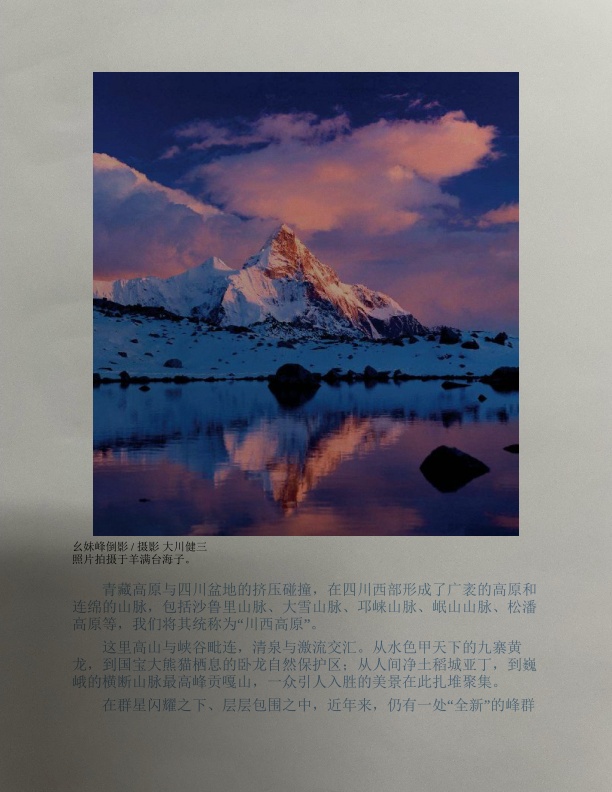 幺妹峰倒影 / 摄影 大川健三
照片拍摄于羊满台海子。
青藏高原与四川盆地的挤压碰撞，在四川西部形成了广袤的高原和
连绵的山脉，包括沙鲁里山脉、大雪山脉、邛崃山脉、岷山山脉、松潘
高原等，我们将其统称为“川西高原”。
这里高山与峡谷毗连，清泉与激流交汇。从水色甲天下的九寨黄
龙，到国宝大熊猫栖息的卧龙自然保护区；从人间净土稻城亚丁，到巍
峨的横断山脉最高峰贡嘎山，一众引人入胜的美景在此扎堆聚集。
在群星闪耀之下、层层包围之中，近年来，仍有一处“全新”的峰群